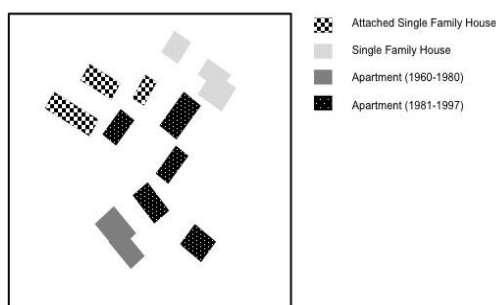 Attached Single Family House
Single Family House
Apartment (1960-1980)
Apartment (1981-1997)